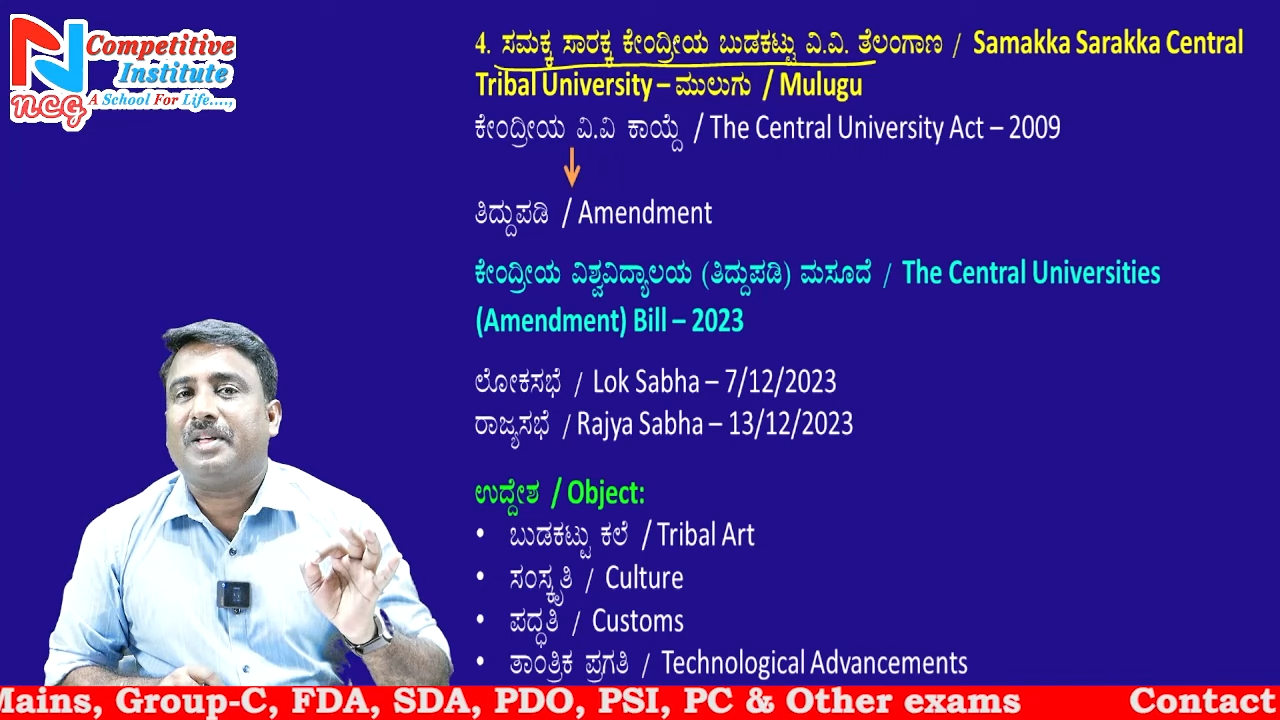 Competitive
Institute
ncg A School For Life....,
4. ಸಮಕ್ಕ ಸಾರಕ್ಕ ಕೇಂದ್ರೀಯ ಬುಡಕಟ್ಟು ವಿ.ವಿ. ತೆಲಂಗಾಣ / Samakka Sarakka Central
Tribal University – ಮುಲುಗು / Mulugu
ಕೇಂದ್ರೀಯ ವಿ.ವಿ ಕಾಯ್ದೆ / The Central University Act – 2009
ತಿದ್ದುಪಡಿ / Amendment
ಕೇಂದ್ರೀಯ ವಿಶ್ವವಿದ್ಯಾಲಯ (ತಿದ್ದುಪಡಿ) ಮಸೂದೆ / The Central Universities
(Amendment) Bill – 2023
ಲೋಕಸಭೆ / Lok Sabha – 7/12/2023
ರಾಜ್ಯಸಭೆ / Rajya Sabha – 13/12/2023
ಉದ್ದೇಶ / Object:
• ಬುಡಕಟ್ಟು ಕಲೆ / Tribal Art
• ಸಂಸ್ಕೃತಿ / Culture
• ಪದ್ಧತಿ / Customs
• ತಾಂತ್ರಿಕ ಪ್ರಗತಿ / Technological Advancements
Mains, Group-C, FDA, SDA, PDO, PSI, PC & Other exams Contact